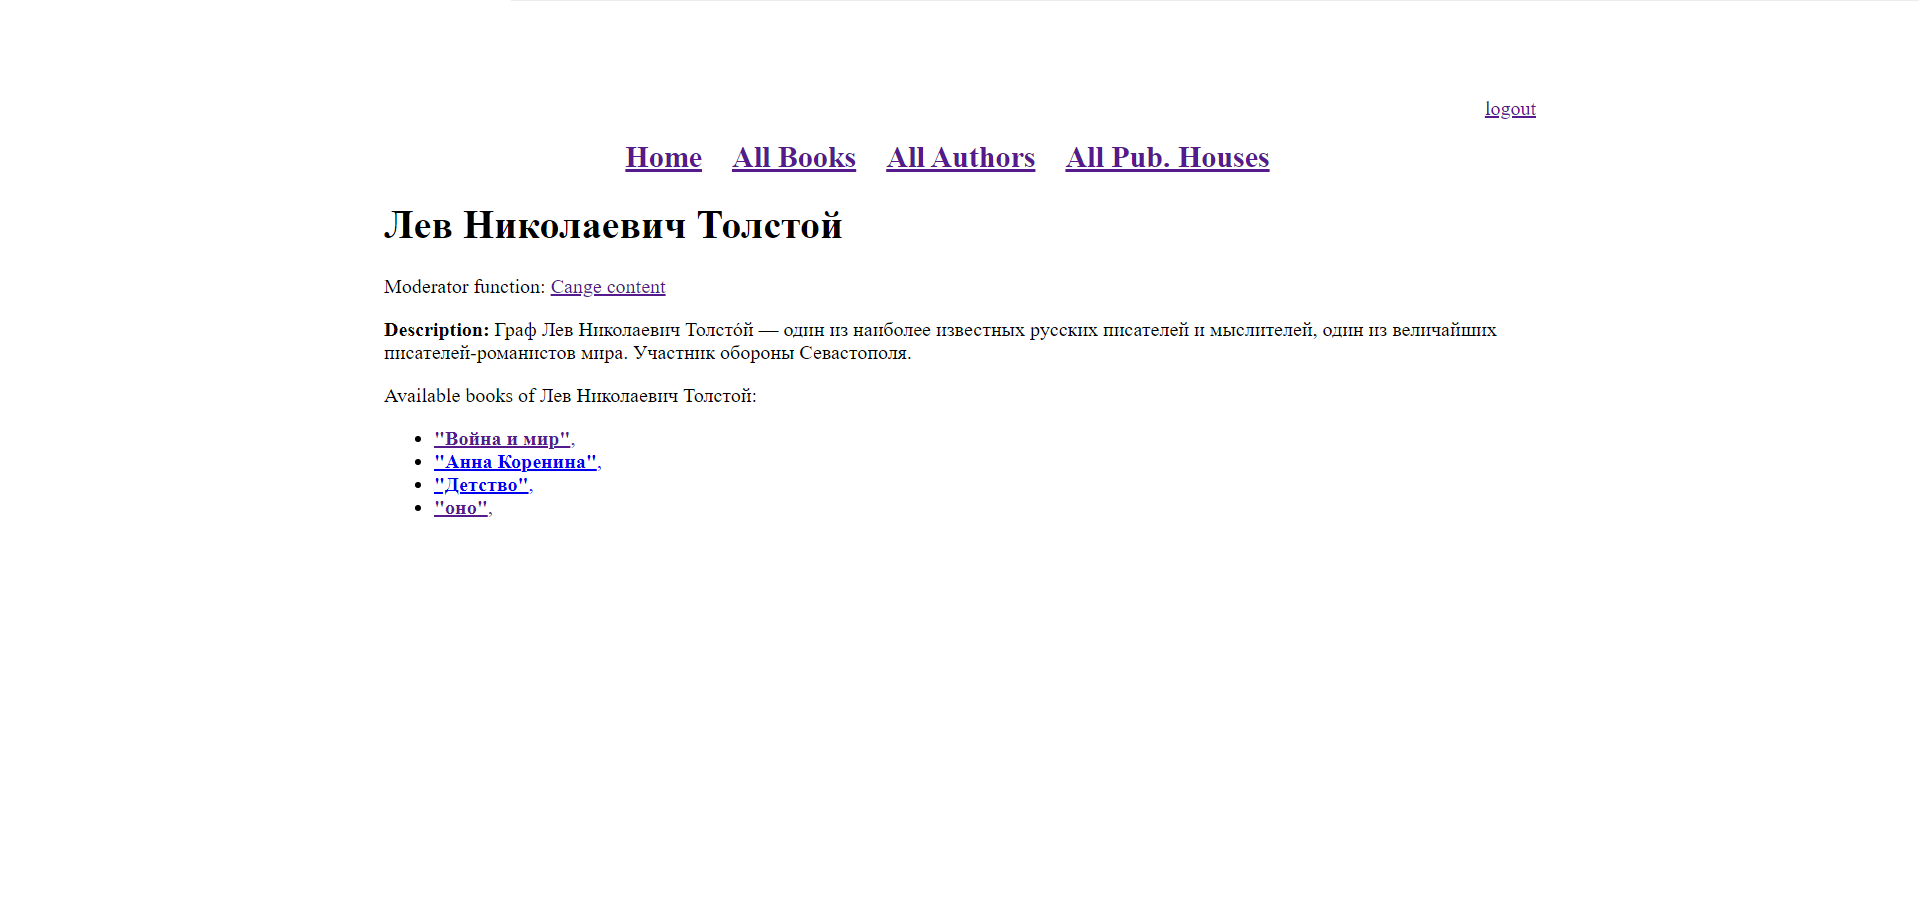 logout
Home All Books All Authors All Pub. Houses
Лев Николаевич Толстой
Moderator function: Cange content
Description: Граф Лев Николаевич Толсто́й — один из наиболее известных русских писателей и мыслителей, один из величайших
писателей-романистов мира. Участник обороны Севастополя.
Available books of Лев Николаевич Толстой:
"Война и мир",
"Анна Коренина",
"Детство",
"оно",